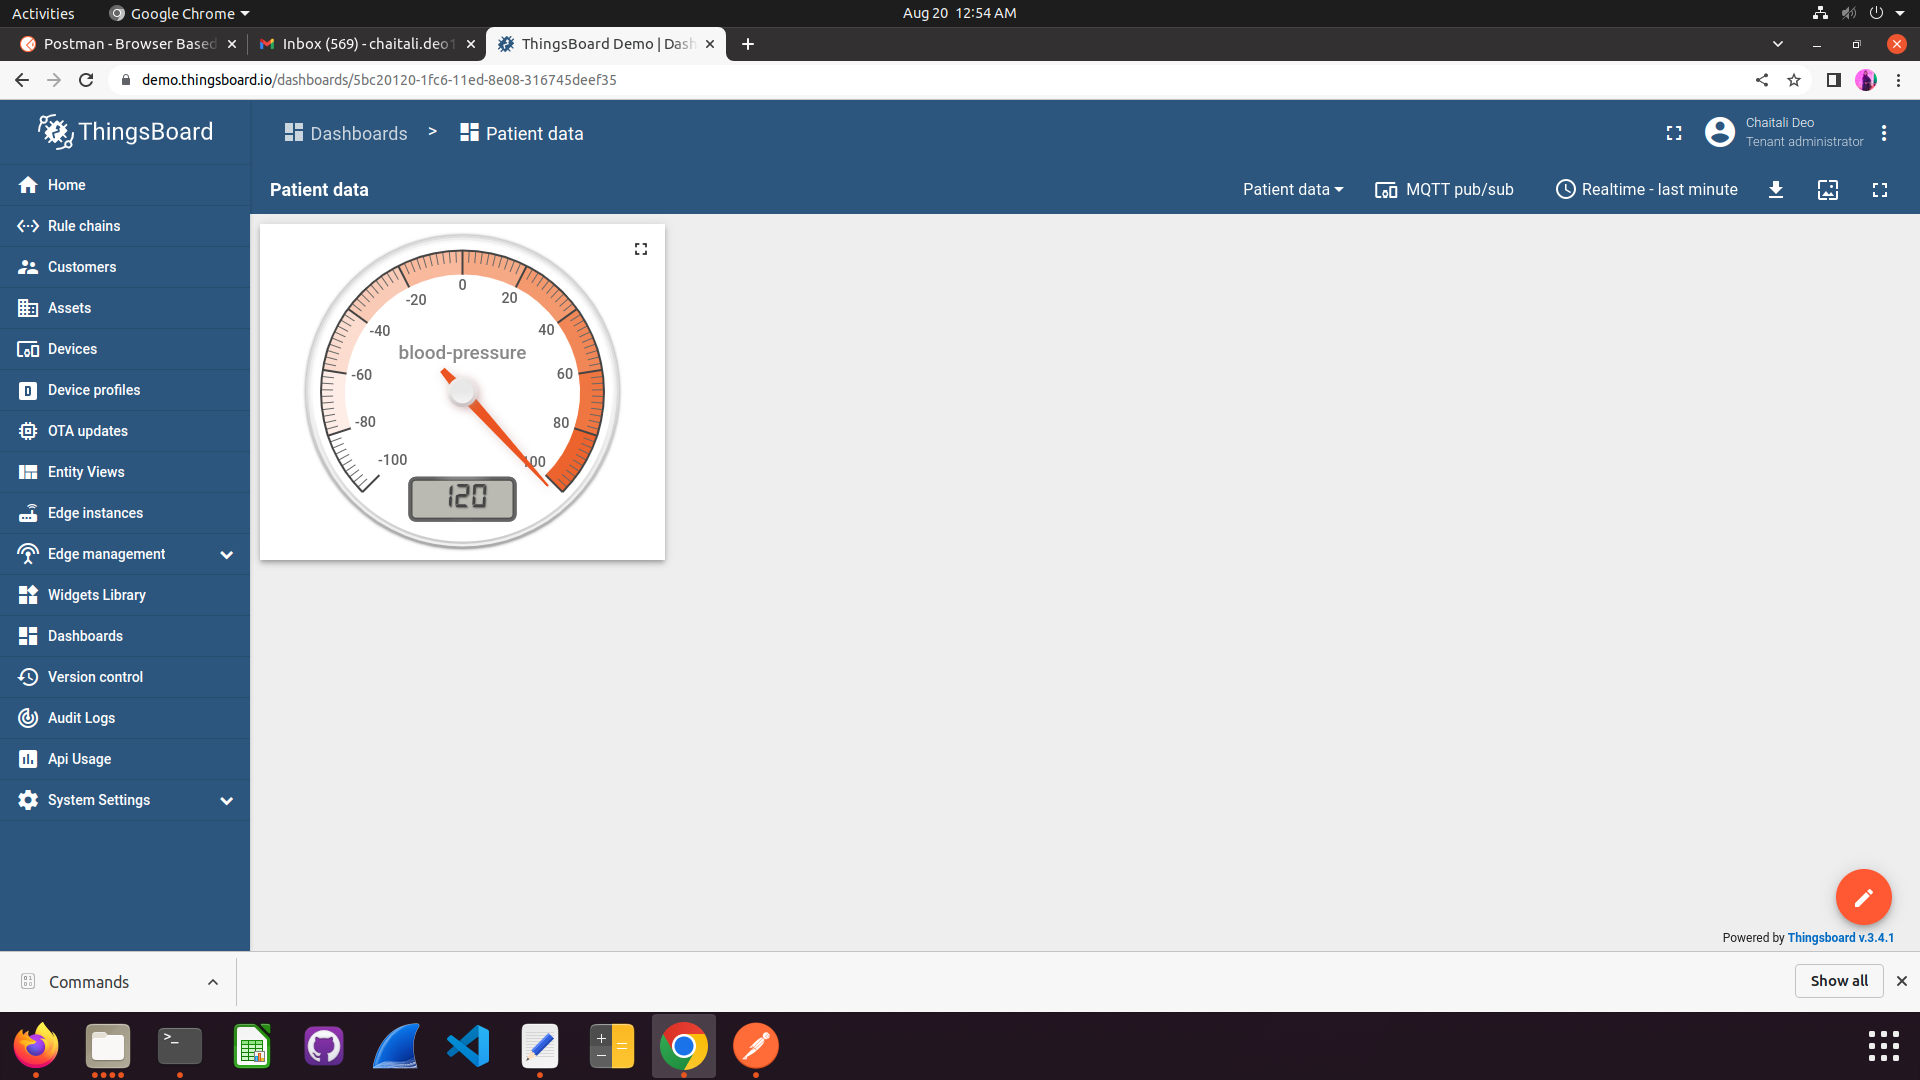 Activities
Google Chrome
Aug 20 12:54 AM
Postman - Browser Based
Inbox (569) - chaitali.deo1
ThingsBoard Demo | Dash
demo.thingsboard.io/dashboards/5bc20120-1fc6-11ed-8e08-316745deef35
ThingsBoard
Dashboards > Patient data
Chaitali Deo
Tenant administrator
Patient data
Patient data
MQTT pub/sub
Realtime - last minute
Home
Rule chains
Customers
Assets
Devices
Device profiles
OTA updates
Entity Views
Edge instances
Edge management
Widgets Library
Dashboards
Version control
Audit Logs
Api Usage
System Settings
0
-20
20
-40
40
blood-pressure
-60
60
-80
80
-100
100
120
Powered by Thingsboard v.3.4.1
Commands
Show all